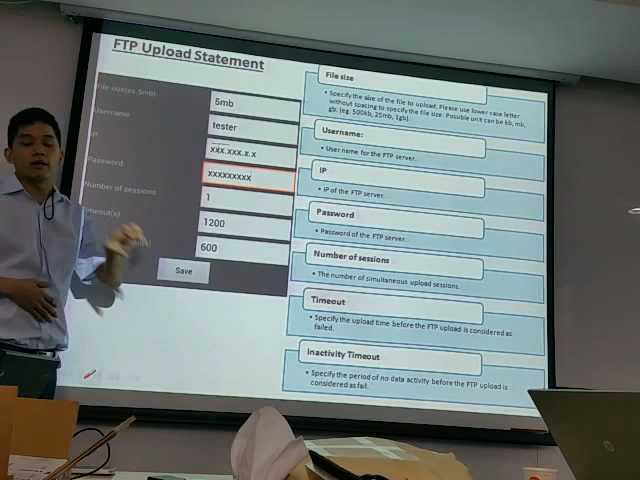 FTP Upload Statement
File size(ex.5mb)
5mb
Username
tester
IP
xxx.xxx.x.x
Password
xxxxxxxxx
Number of sessions
1
Timeout(s)
1200
600
Save
File size
• Specify the size of the file to upload, Please use lower case letter
without spacing to specify the file size. Possible unit can be kb, mb,
gb. (eg. 500kb, 25mb, 1gb).
Username:
• User name for the FTP server.
IP
• IP of the FTP server.
Password
• Password of the FTP server.
Number of sessions
• The number of simultaneous upload sessions.
Timeout
• Specify the upload time before the FTP upload is considered as
failed.
Inactivity Timeout
• Specify the period of no data activity before the FTP upload is
considered as fail.
hp